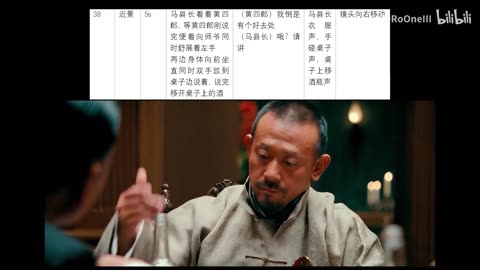 RoOneIII bilibili
38 近景 5s 马县长看着黄四 (黄四郎)我倒是 马县长 镜头向右移动
郎、等黄四郎刚说 有个好去处 衣服
完便看向师爷同 (马县长)哦?请 声,手
时舒展着左手 讲 碰桌子
再边身体向前坐 声、桌
直同时双手放到 子上移
桌子边说着,说完 酒瓶声
移开桌子上的酒